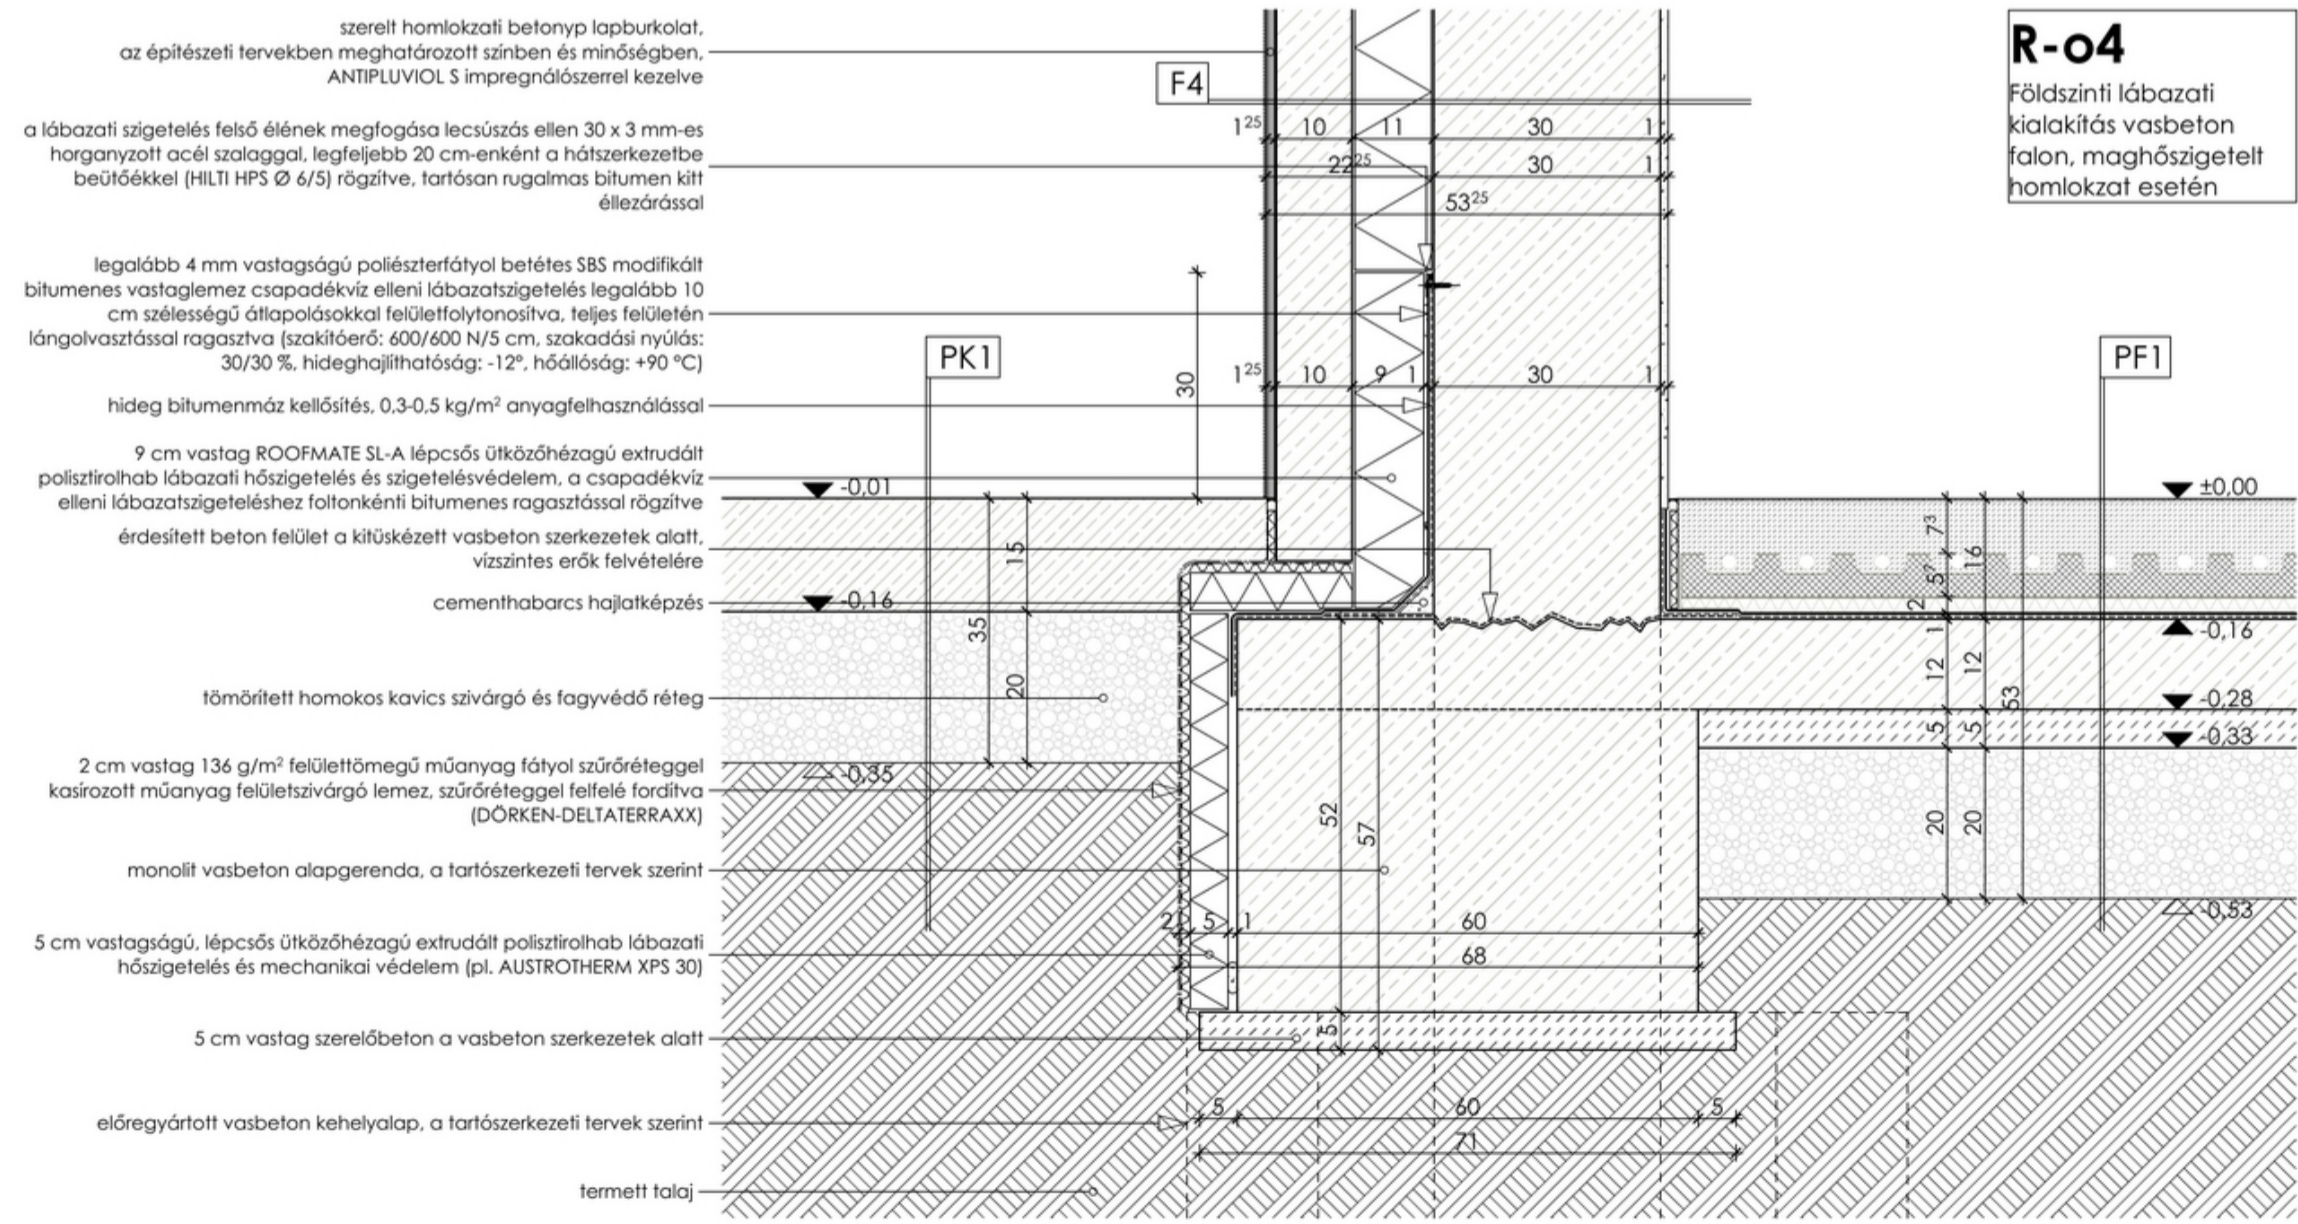 szerelt homlokzati betonyp lapburkolat,
az építészeti tervekben meghatározott színben és minőségben,
ANTIPLUVIOL S impregnálószerrel kezelve
a lábazati szigetelés felső élének megfogása lecsúszás ellen 30 x 3 mm-es
horganyzott acél szalaggal, legfeljebb 20 cm-enként a hátszerkezetbe
beütőékkel (HILTI HPS Ø 6/5) rögzítve, tartósan rugalmas bitumen kitt
éllezárással
legalább 4 mm vastagságú poliészterfátyol betétes SBS modifikált
bitumenes vastaglemez csapadékvíz elleni lábazatszigetelés legalább 10
cm szélességű átlapolásokkal felületfolytonosítva, teljes felületén
lángolvasztással ragasztva (szakítóerő: 600/600 N/5 cm, szakadási nyúlás:
30/30 %, hideghajlíthatóság: -12°, hőállóság: +90 °C)
hideg bitumenmáz kellősítés, 0,3-0,5 kg/m² anyagfelhasználással
9 cm vastag ROOFMATE SL-A lépcsős ütközőhézagú extrudált
polisztirolhab lábazati hőszigetelés és szigetelésvédelem, a csapadékvíz
elleni lábazatszigeteléshez foltonkénti bitumenes ragasztással rögzítve
érdesített beton felület a kitüskézett vasbeton szerkezetek alatt,
vízszintes erők felvételére
cementhabarcs hajlatképzés
tömörített homokos kavics szivárgó és fagyvédő réteg
2 cm vastag 136 g/m² felülettömegű műanyag fátyol szűrőréteggel
kasírozott műanyag felületszivárgó lemez, szűrőréteggel felfelé fordítva
(DÖRKEN-DELTATERRAXX)
monolit vasbeton alapgerenda, a tartószerkezeti tervek szerint
5 cm vastagságú, lépcsős ütközőhézagú extrudált polisztirolhab lábazati
hőszigetelés és mechanikai védelem (pl. AUSTROTHERM XPS 30)
5 cm vastag szerelőbeton a vasbeton szerkezetek alatt
előregyártott vasbeton kehelyalap, a tartószerkezeti tervek szerint
termett talaj
F4
1²⁵ 10 11 30 1
22²⁵ 30 1
53²⁵
PK1
30
1²⁵ 10 9 1 30 1
-0,01
15
-0,16
35
20
-0,35
52
57
2 5 1 60
68
5
5 60 5
71
R-o4
Földszinti lábazati
kialakítás vasbeton
falon, maghőszigetelt
homlokzat esetén
PF1
±0,00
7³
5⁷
2
16
1
-0,16
12
12
53
-0,28
5
5
-0,33
20
20
-0,53